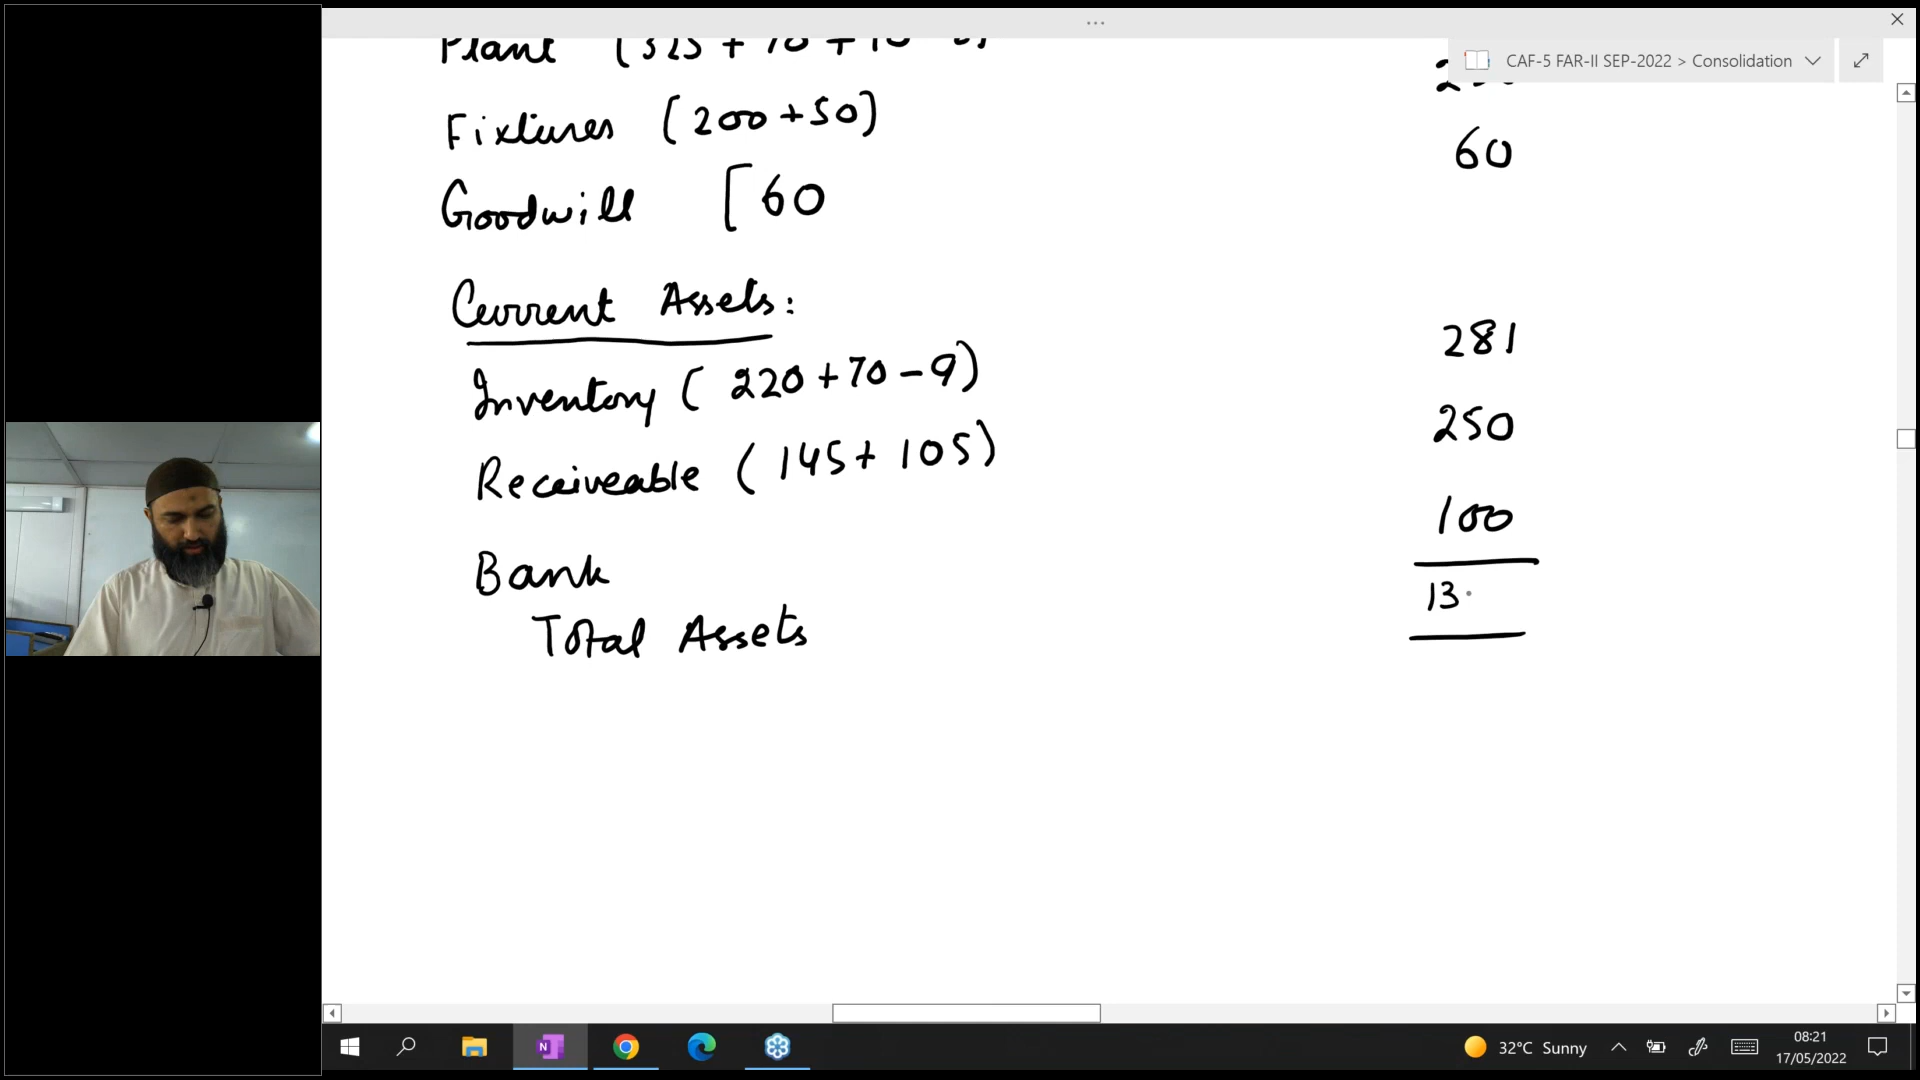 CAF-5 FAR-II SEP-2022 > Consolidation
Plant
Fixtures (200+50)
Goodwill [60 60
Current Assets:
Inventory (220+70-9) 281
Receiveable (145+105) 250
Bank 100
Total Assets 13
32°C Sunny
08:21
17/05/2022